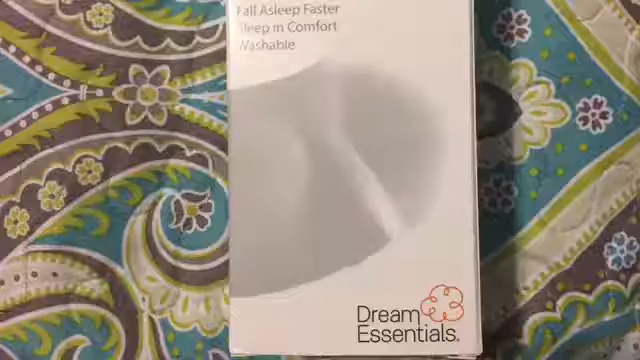 Fall Asleep Faster
Sleep in Comfort
Washable
Dream
Essentials®